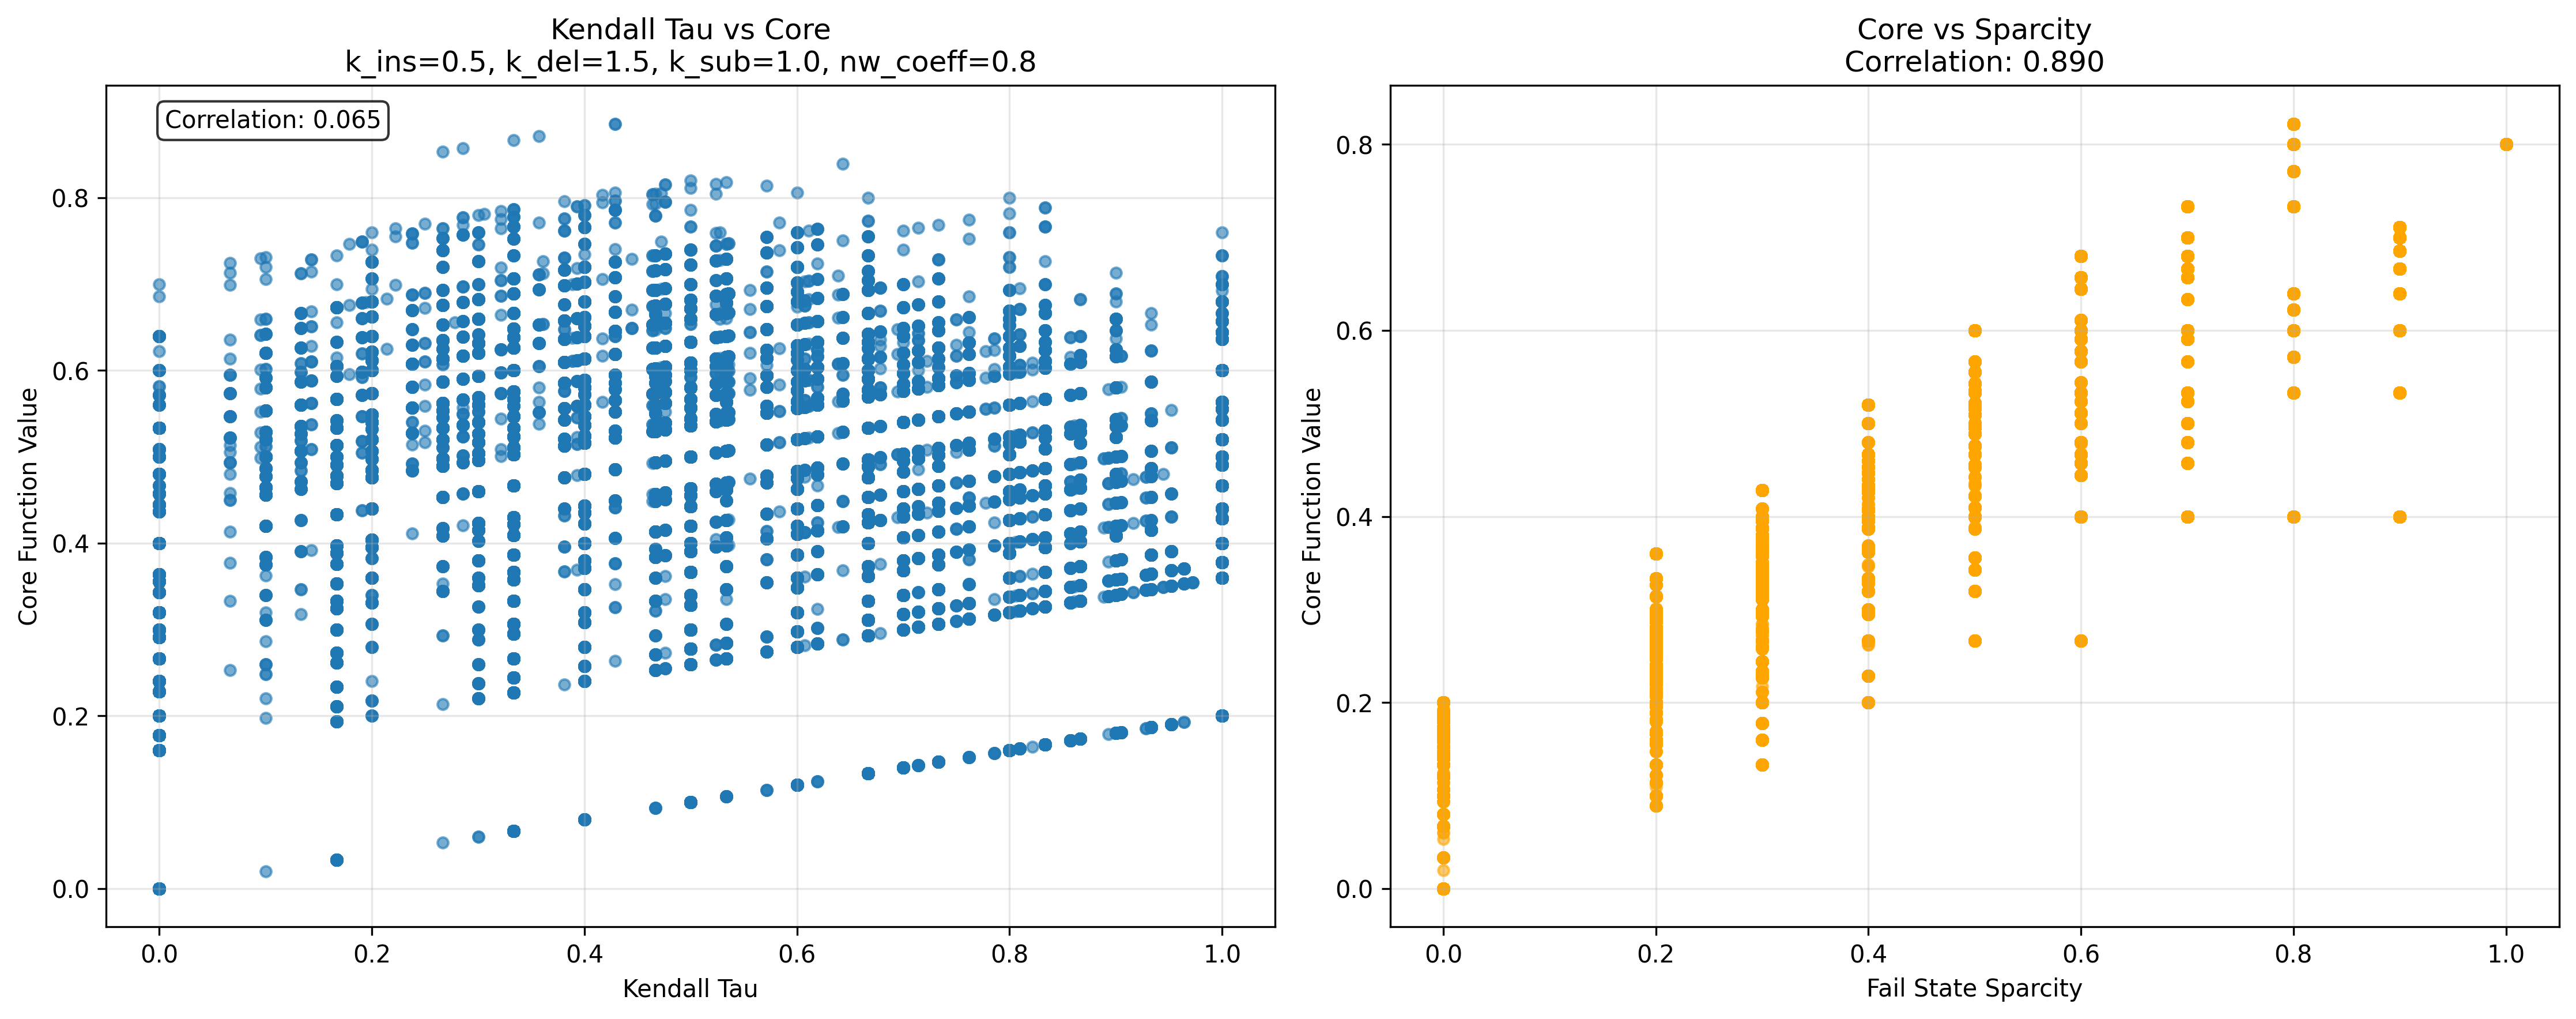 Kendall Tau vs Core
k_ins=0.5, k_del=1.5, k_sub=1.0, nw_coeff=0.8
Correlation: 0.065
Core Function Value
0.8
0.6
0.4
0.2
0.0
0.0 0.2 0.4 0.6 0.8 1.0
Kendall Tau
Core vs Sparcity
Correlation: 0.890
Core Function Value
0.8
0.6
0.4
0.2
0.0
0.0 0.2 0.4 0.6 0.8 1.0
Fail State Sparcity